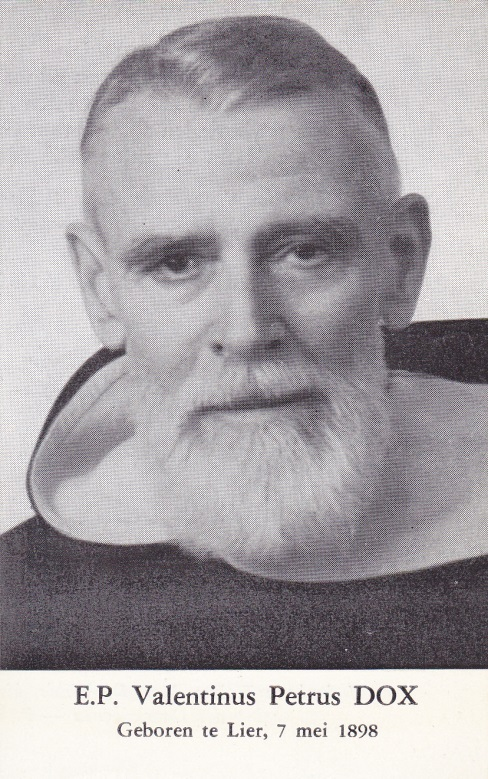 E.P. Valentinus Petrus DOX
Geboren te Lier, 7 mei 1898